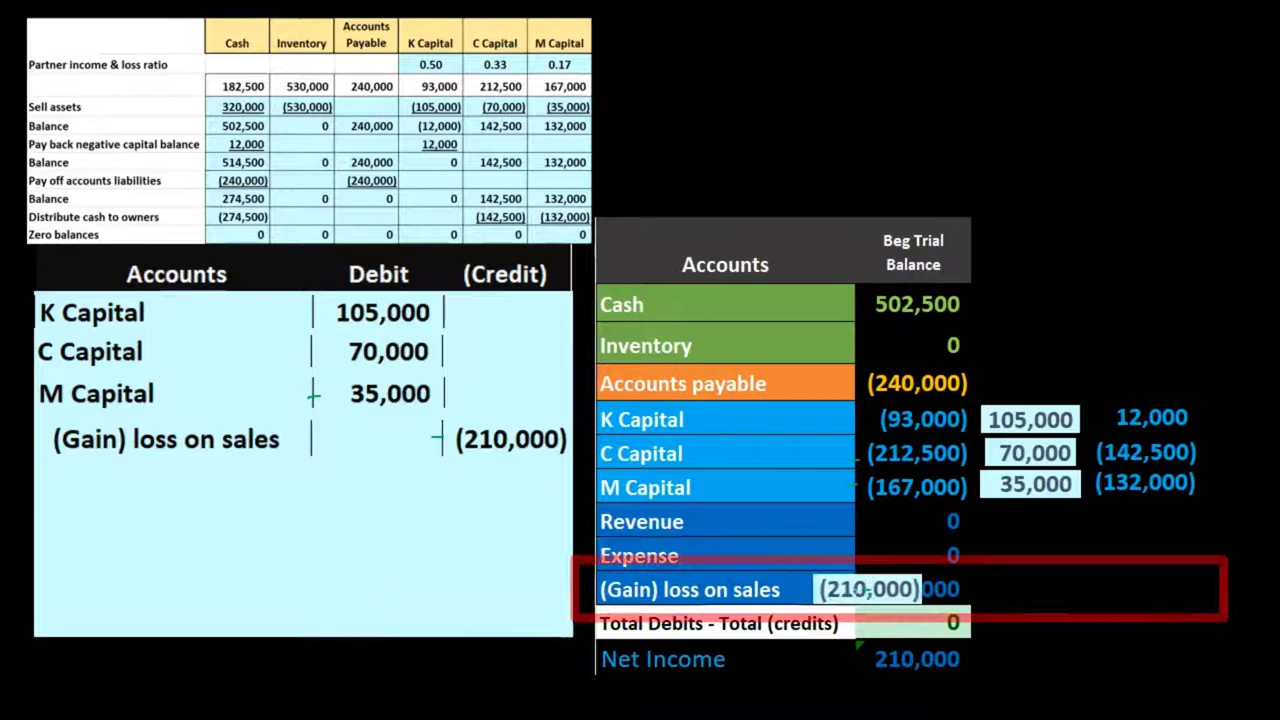 Cash Inventory Accounts Payable K Capital C Capital M Capital
Partner income & loss ratio 0.50 0.33 0.17
182,500 530,000 240,000 93,000 212,500 167,000
Sell assets 320,000 (530,000) (105,000) (70,000) (35,000)
Balance 502,500 0 240,000 (12,000) 142,500 132,000
Pay back negative capital balance 12,000 12,000
Balance 514,500 0 240,000 0 142,500 132,000
Pay off accounts liabilities (240,000) (240,000)
Balance 274,500 0 0 0 142,500 132,000
Distribute cash to owners (274,500) (142,500) (132,000)
Zero balances 0 0 0 0 0 0
Accounts Debit (Credit)
K Capital 105,000
C Capital 70,000
M Capital 35,000
(Gain) loss on sales (210,000)
Accounts Beg Trial Balance
Cash 502,500
Inventory 0
Accounts payable (240,000)
K Capital (93,000) 105,000 12,000
C Capital (212,500) 70,000 (142,500)
M Capital (167,000) 35,000 (132,000)
Revenue 0
Expense 0
(Gain) loss on sales (210,000) 000
Total Debits - Total (credits) 0
Net Income 210,000